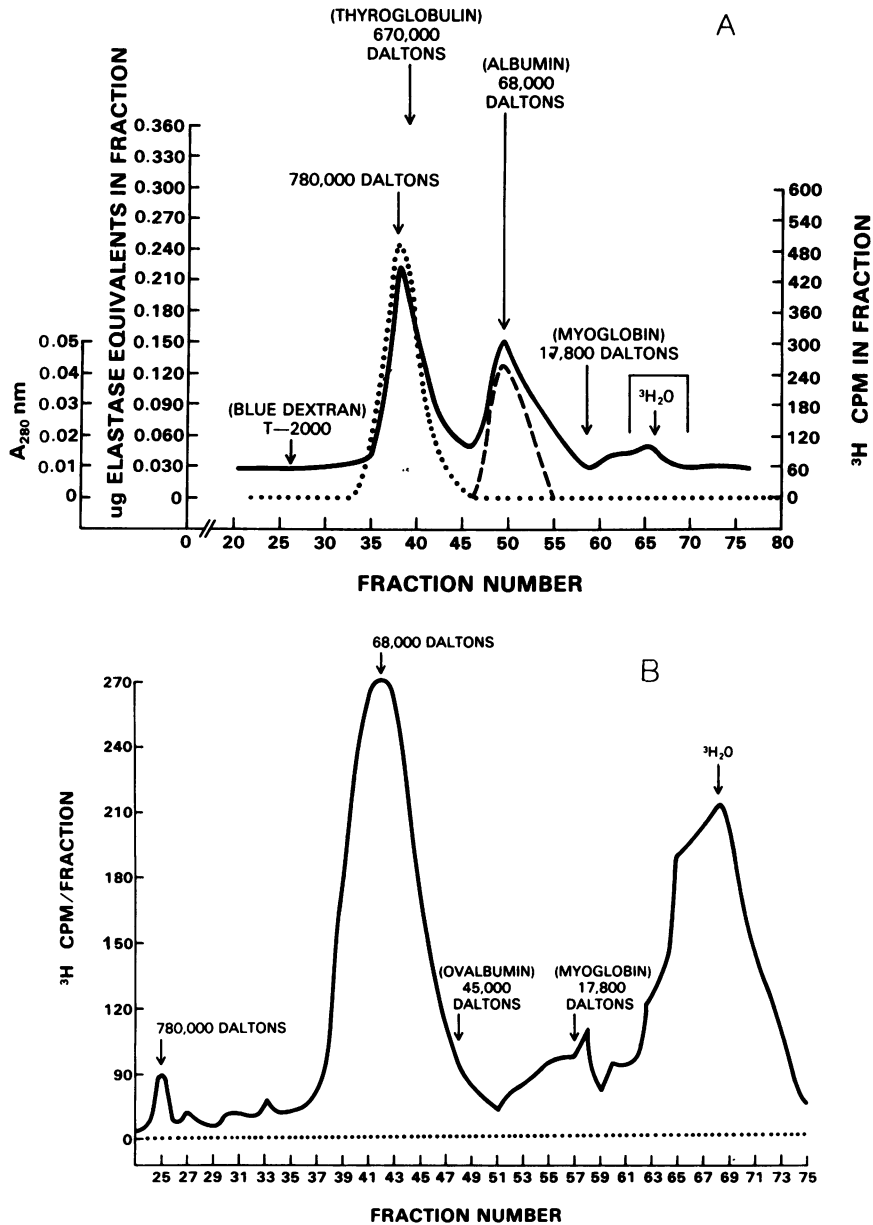 (THYROGLOBULIN)
670,000
DALTONS
A
(ALBUMIN)
68,000
DALTONS
780,000 DALTONS
(MYOGLOBIN)
17,800 DALTONS
³H₂O
(BLUE DEXTRAN)
T—2000
A₂₈₀ nm
0.05
0.04
0.03
0.02
0.01
0
ug ELASTASE EQUIVALENTS IN FRACTION
0.360
0.330
0.300
0.270
0.240
0.210
0.180
0.150
0.120
0.090
0.060
0.030
0
600
540
480
420
360
300
240
180
120
60
0
³H CPM IN FRACTION
0 20 25 30 35 40 45 50 55 60 65 70 75 80
FRACTION NUMBER
68,000 DALTONS
B
³H₂O
(OVALBUMIN)
45,000
DALTONS
(MYOGLOBIN)
17,800
DALTONS
780,000 DALTONS
³H CPM/FRACTION
270
240
210
180
150
120
90
0
25 27 29 31 33 35 37 39 41 43 45 47 49 51 53 55 57 59 61 63 65 67 69 71 73 75
FRACTION NUMBER